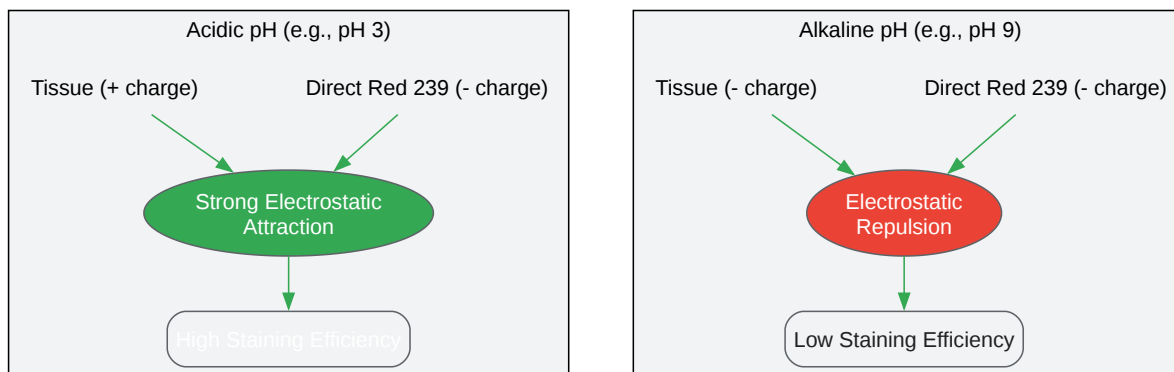 Acidic pH (e.g., pH 3)
Tissue (+ charge)
Direct Red 239 (- charge)
Strong Electrostatic
Attraction
High Staining Efficiency
Alkaline pH (e.g., pH 9)
Tissue (- charge)
Direct Red 239 (- charge)
Electrostatic
Repulsion
Low Staining Efficiency